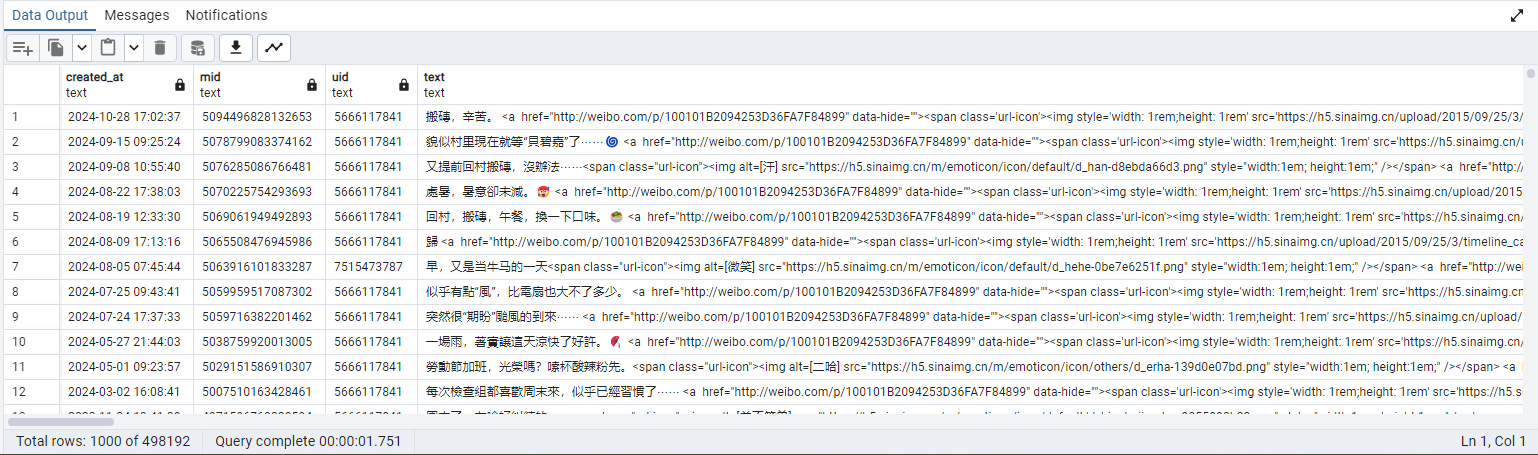 Data Output Messages Notifications
created_at mid uid text
text text text text
1 2024-10-28 17:02:37 5094496828132653 5666117841 搬磚，辛苦。 <a href="http://weibo.com/p/100101B2094253D36FA7F84899" data-hide=""><span class='url-icon'><img style='width: 1rem;height: 1rem' src='https://h5.sinaimg.cn/upload/2015/09/25/3/
2 2024-09-15 09:25:24 5078799083374162 5666117841 貌似村里現在就等“貝碧嘉”了⋯⋯🌀 <a href="http://weibo.com/p/100101B2094253D36FA7F84899" data-hide=""><span class='url-icon'><img style='width: 1rem;height: 1rem' src='https://h5.sinaimg.cn
3 2024-09-08 10:55:40 5076285086766481 5666117841 又提前回村搬磚，沒辦法⋯⋯<span class="url-icon"><img alt=[汗] src="https://h5.sinaimg.cn/m/emoticon/icon/default/d_han-d8ebda66d3.png" style="width:1em; height:1em;" /></span> <a href="http:/
4 2024-08-22 17:38:03 5070225754293693 5666117841 處暑，暑意卻未減。 <a href="http://weibo.com/p/100101B2094253D36FA7F84899" data-hide=""><span class='url-icon'><img style='width: 1rem;height: 1rem' src='https://h5.sinaimg.cn/upload/2015
5 2024-08-19 12:33:30 5069061949492893 5666117841 回村，搬磚，午餐，換一下口味。🥗 <a href="http://weibo.com/p/100101B2094253D36FA7F84899" data-hide=""><span class='url-icon'><img style='width: 1rem;height: 1rem' src='https://h5.sinaimg.cn
6 2024-08-09 17:13:16 5065508476945986 5666117841 歸 <a href="http://weibo.com/p/100101B2094253D36FA7F84899" data-hide=""><span class='url-icon'><img style='width: 1rem;height: 1rem' src='https://h5.sinaimg.cn/upload/2015/09/25/3/timeline_ca
7 2024-08-05 07:45:44 5063916101833287 7515473787 早，又是当牛马的一天<span class="url-icon"><img alt=[微笑] src="https://h5.sinaimg.cn/m/emoticon/icon/default/d_hehe-0be7e6251f.png" style="width:1em; height:1em;" /></span> <a href="http:/
8 2024-07-25 09:43:41 5059959517087302 5666117841 似乎有點“風”，比電扇也大不了多少。 <a href="http://weibo.com/p/100101B2094253D36FA7F84899" data-hide=""><span class='url-icon'><img style='width: 1rem;height: 1rem' src='https://h5.sinaimg.
9 2024-07-24 17:37:33 5059716382201462 5666117841 突然很“期盼”颱風的到來⋯⋯ <a href="http://weibo.com/p/100101B2094253D36FA7F84899" data-hide=""><span class='url-icon'><img style='width: 1rem;height: 1rem' src='https://h5.sinaimg.cn/upload/
10 2024-05-27 21:44:03 5038759920013005 5666117841 一場雨，著實讓這天涼快了好許。 <a href="http://weibo.com/p/100101B2094253D36FA7F84899" data-hide=""><span class='url-icon'><img style='width: 1rem;height: 1rem' src='https://h5.sinaimg.cn/
11 2024-05-01 09:23:57 5029151586910307 5666117841 勞動節加班，光榮嗎？嗦杯酸辣粉先。<span class="url-icon"><img alt=[二哈] src="https://h5.sinaimg.cn/m/emoticon/icon/others/d_erha-139d0e07bd.png" style="width:1em; height:1em;" /></span> <a
12 2024-03-02 16:08:41 5007510163428461 5666117841 每次檢查組都喜歡周末來，似乎已經習慣了⋯⋯ <a href="http://weibo.com/p/100101B2094253D36FA7F84899" data-hide=""><span class='url-icon'><img style='width: 1rem;height: 1rem' src='https://h5
Total rows: 1000 of 498192 Query complete 00:00:01.751 Ln 1, Col 1